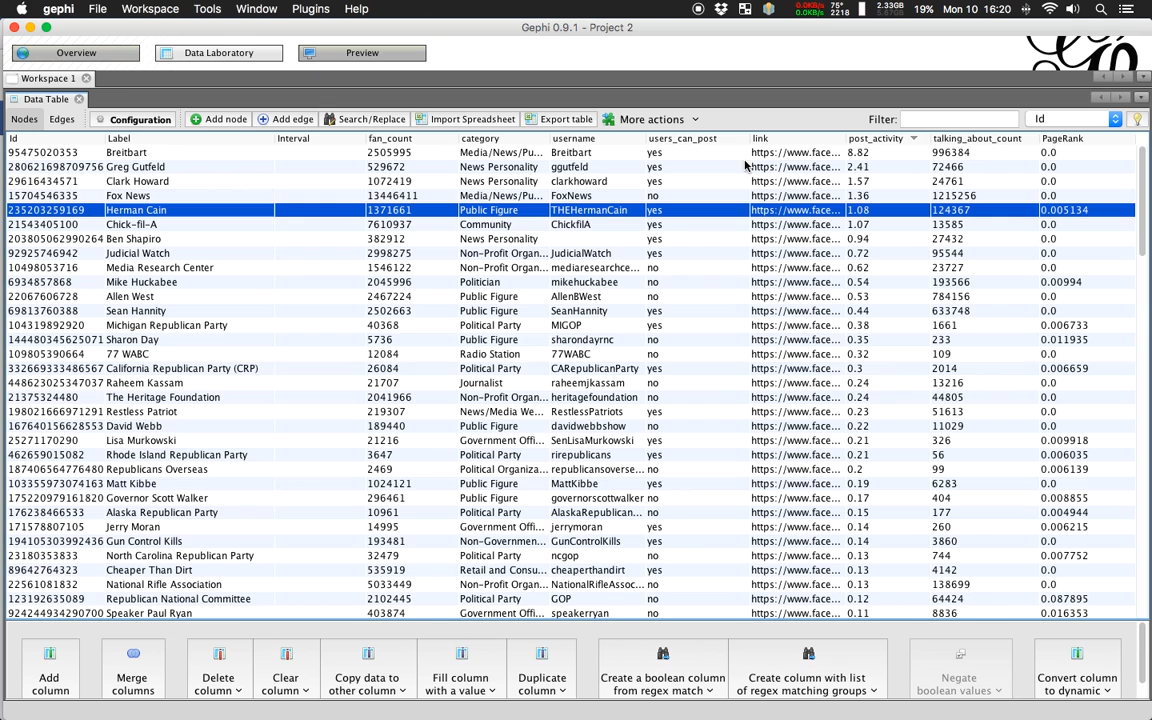 gephi File Workspace Tools Window Plugins Help 0.0KB/s 75° 2218 2.33GB 19% Mon 10 16:20
Gephi 0.9.1 - Project 2
Overview Data Laboratory Preview
Workspace 1
Data Table
Nodes Edges Configuration Add node Add edge Search/Replace Import Spreadsheet Export table More actions Filter: Id
Id Label Interval fan_count category username users_can_post link post_activity talking_about_count PageRank
95475020353 Breitbart 2505995 Media/News/Pu... Breitbart yes https://www.face... 8.82 996384 0.0
280621698709756 Greg Gutfeld 529672 News Personality ggutfeld yes https://www.face... 2.41 72466 0.0
29616434571 Clark Howard 1072419 News Personality clarkhoward yes https://www.face... 1.57 24761 0.0
15704546335 Fox News 13446411 Media/News/Pu... FoxNews no https://www.face... 1.36 1215256 0.0
235203259169 Herman Cain 1371661 Public Figure THEHermanCain yes https://www.face... 1.08 124367 0.005134
21543405100 Chick-fil-A 7610937 Community ChickfilA yes https://www.face... 1.07 13585 0.0
203805062990264 Ben Shapiro 382912 News Personality yes https://www.face... 0.94 27432 0.0
92925746942 Judicial Watch 2998275 Non-Profit Organ... JudicialWatch yes https://www.face... 0.72 95544 0.0
10498053716 Media Research Center 1546122 Non-Profit Organ... mediaresearchce... no https://www.face... 0.62 23727 0.0
6934857868 Mike Huckabee 2045996 Politician mikehuckabee no https://www.face... 0.54 193566 0.00994
22067606728 Allen West 2467224 Public Figure AllenBWest no https://www.face... 0.53 784156 0.0
69813760388 Sean Hannity 2502663 Public Figure SeanHannity yes https://www.face... 0.44 633748 0.0
104319892920 Michigan Republican Party 40368 Political Party MIGOP yes https://www.face... 0.38 1661 0.006733
144480345625071 Sharon Day 5736 Public Figure sharondayrnc no https://www.face... 0.35 233 0.011935
109805390664 77 WABC 12084 Radio Station 77WABC no https://www.face... 0.32 109 0.0
332669333486567 California Republican Party (CRP) 26084 Political Party CARepublicanParty yes https://www.face... 0.3 2014 0.006659
448623025347037 Raheem Kassam 21707 Journalist raheemjkassam no https://www.face... 0.24 13216 0.0
21375324480 The Heritage Foundation 2041966 Non-Profit Organ... heritagefoundation no https://www.face... 0.24 44805 0.0
198021666971291 Restless Patriot 219307 News/Media We... RestlessPatriots yes https://www.face... 0.23 51613 0.0
167640156628553 David Webb 189440 Public Figure davidwebbshow no https://www.face... 0.22 11029 0.0
25271170290 Lisa Murkowski 21216 Government Offi... SenLisaMurkowski yes https://www.face... 0.21 326 0.009918
462659015082 Rhode Island Republican Party 3647 Political Party rirepublicans yes https://www.face... 0.21 56 0.006035
187406564776480 Republicans Overseas 2469 Political Organiza... republicansoverse... no https://www.face... 0.2 99 0.006139
103355973074163 Matt Kibbe 1024121 Public Figure MattKibbe yes https://www.face... 0.19 6283 0.0
175220979161820 Governor Scott Walker 296461 Public Figure governorscottwalker no https://www.face... 0.17 404 0.008855
176238466533 Alaska Republican Party 10961 Political Party AlaskaRepublican... no https://www.face... 0.15 177 0.004944
171578807105 Jerry Moran 14995 Government Offi... jerrymoran yes https://www.face... 0.14 260 0.006215
194105303992436 Gun Control Kills 193481 Non-Governmen... GunControlKills yes https://www.face... 0.14 3860 0.0
23180353833 North Carolina Republican Party 32479 Political Party ncgop no https://www.face... 0.13 744 0.007752
89642764323 Cheaper Than Dirt 535919 Retail and Consu... cheaperthandirt yes https://www.face... 0.13 4142 0.0
22561081832 National Rifle Association 5033449 Non-Profit Organ... NationalRifleAssoc... no https://www.face... 0.13 138699 0.0
123192635089 Republican National Committee 2102445 Political Party GOP no https://www.face... 0.12 64424 0.087895
924244934290700 Speaker Paul Ryan 403874 Government Offi... speakerryan no https://www.face... 0.11 8836 0.016353
Add column Merge columns Delete column Clear column Copy data to other column Fill column with a value Duplicate column Create a boolean column from regex match Create column with list of regex matching groups Negate boolean values Convert column to dynamic